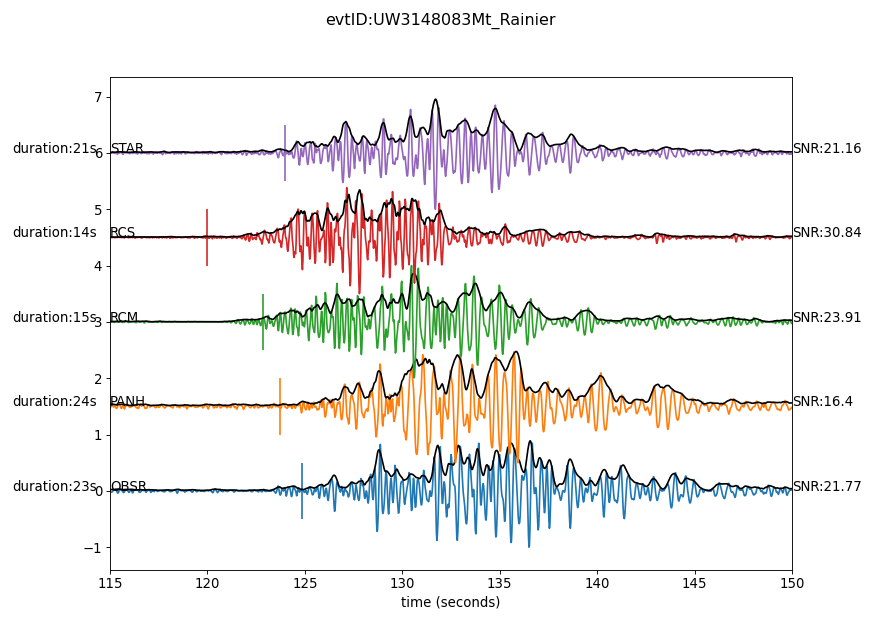 evtID:UW3148083Mt_Rainier
7
duration:21s STAR 6 SNR:21.16
5
duration:14s RCS SNR:30.84
4
duration:15s RCM 3 SNR:23.91
2
duration:24s PANH SNR:16.4
1
duration:23s OBSR 0 SNR:21.77
−1
115 120 125 130 135 140 145 150
time (seconds)